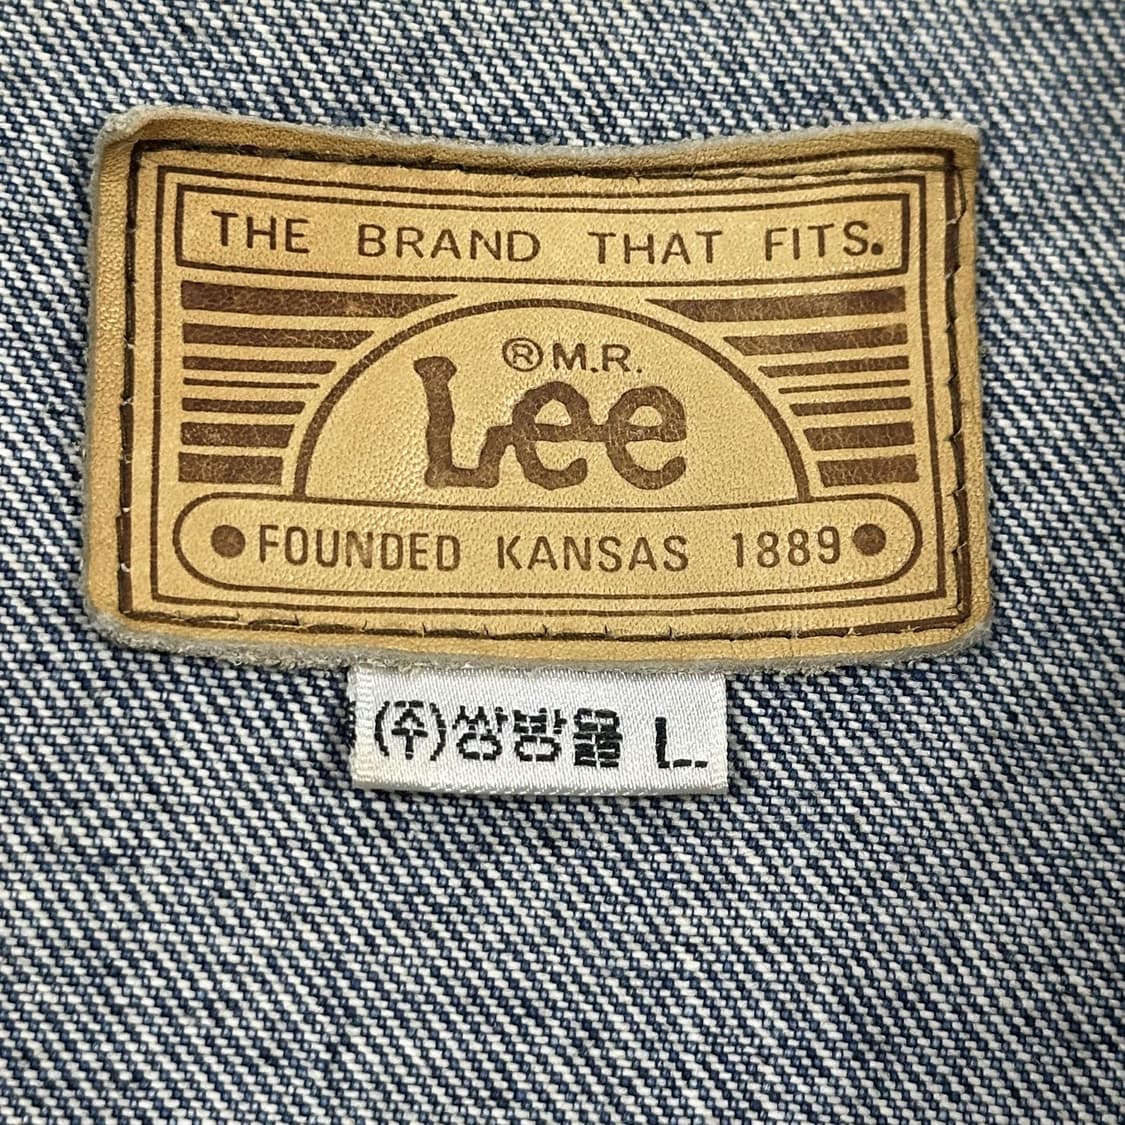 THE BRAND THAT FITS.
® M.R.
Lee
FOUNDED KANSAS 1889
(주)쌍방울 L